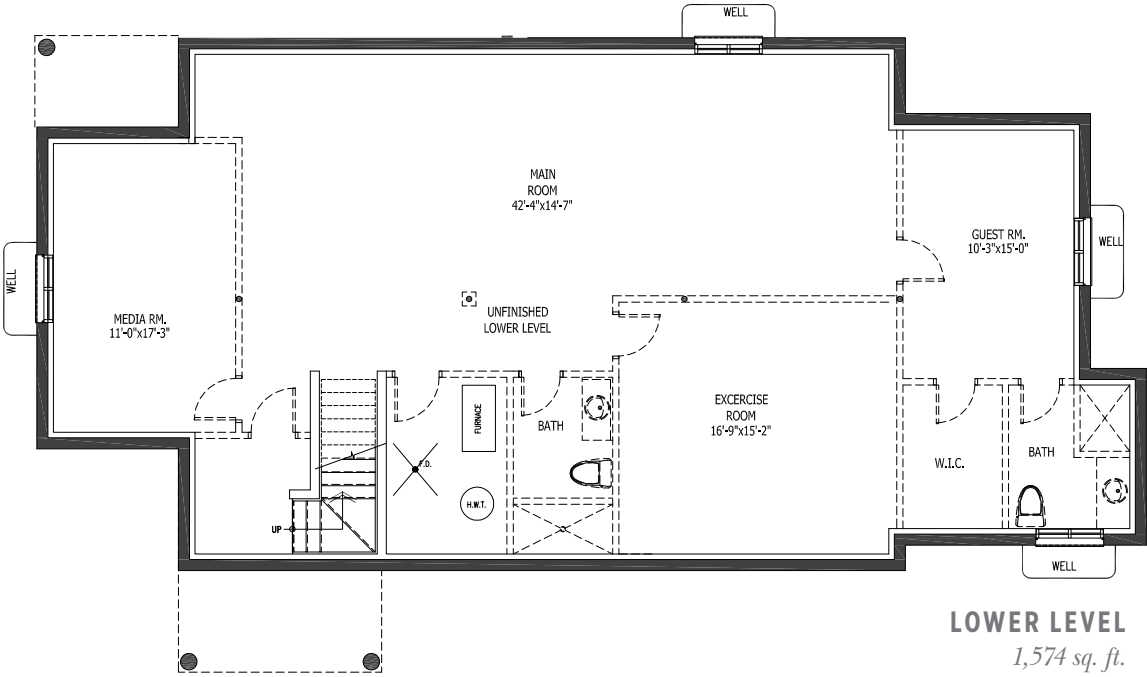 WELL
MAIN
ROOM
42'-4"x14'-7"
GUEST RM.
10'-3"x15'-0"
WELL
WELL
MEDIA RM.
11'-0"x17'-3"
UNFINISHED
LOWER LEVEL
FURNACE
BATH
EXCERCISE
ROOM
16'-9"x15'-2"
BATH
W.I.C.
F.D.
H.W.T.
UP
WELL
LOWER LEVEL
1,574 sq. ft.